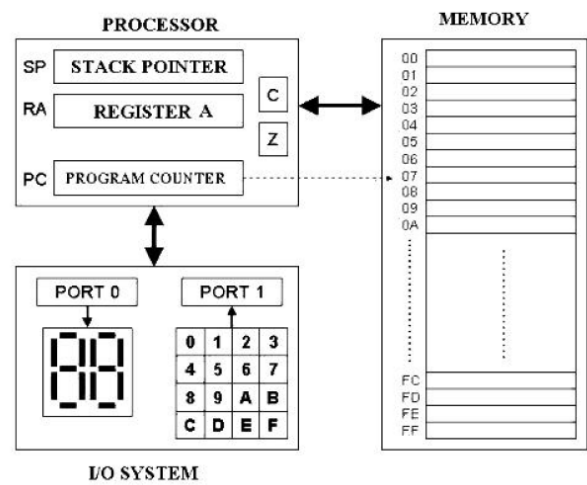 PROCESSOR
SP STACK POINTER
RA REGISTER A
C
Z
PC PROGRAM COUNTER
MEMORY
00
01
02
03
04
05
06
07
08
09
0A
FC
FD
FE
FF
PORT 0
PORT 1
88
0 1 2 3
4 5 6 7
8 9 A B
C D E F
I/O SYSTEM